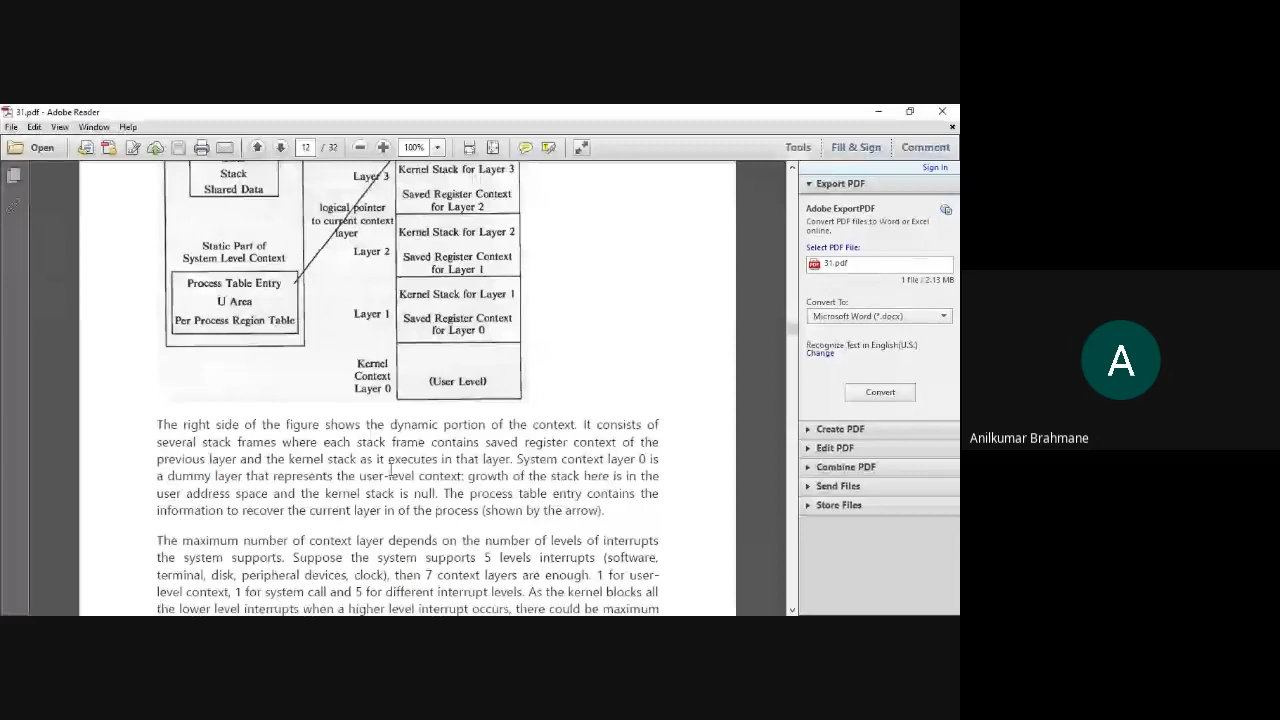 31.pdf - Adobe Reader
File Edit View Window Help
Open 12 / 32 100% Tools Fill & Sign Comment
Stack
Shared Data
Static Part of
System Level Context
Process Table Entry
U Area
Per Process Region Table
Layer 3
logical pointer
to current context
layer
Layer 2
Layer 1
Kernel
Context
Layer 0
Kernel Stack for Layer 3
Saved Register Context
for Layer 2
Kernel Stack for Layer 2
Saved Register Context
for Layer 1
Kernel Stack for Layer 1
Saved Register Context
for Layer 0
(User Level)
The right side of the figure shows the dynamic portion of the context. It consists of
several stack frames where each stack frame contains saved register context of the
previous layer and the kernel stack as it executes in that layer. System context layer 0 is
a dummy layer that represents the user-level context; growth of the stack here is in the
user address space and the kernel stack is null. The process table entry contains the
information to recover the current layer in of the process (shown by the arrow).
The maximum number of context layer depends on the number of levels of interrupts
the system supports. Suppose the system supports 5 levels interrupts (software,
terminal, disk, peripheral devices, clock), then 7 context layers are enough. 1 for user-
level context, 1 for system call and 5 for different interrupt levels. As the kernel blocks all
the lower level interrupts when a higher level interrupt occurs, there could be maximum
Sign In
Export PDF
Adobe ExportPDF
Convert PDF files to Word or Excel
online.
Select PDF File:
31.pdf
1 file / 2.13 MB
Convert To:
Microsoft Word (*.docx)
Recognize Text in English(U.S.)
Change
Convert
Create PDF
Edit PDF
Combine PDF
Send Files
Store Files
A
Anilkumar Brahmane